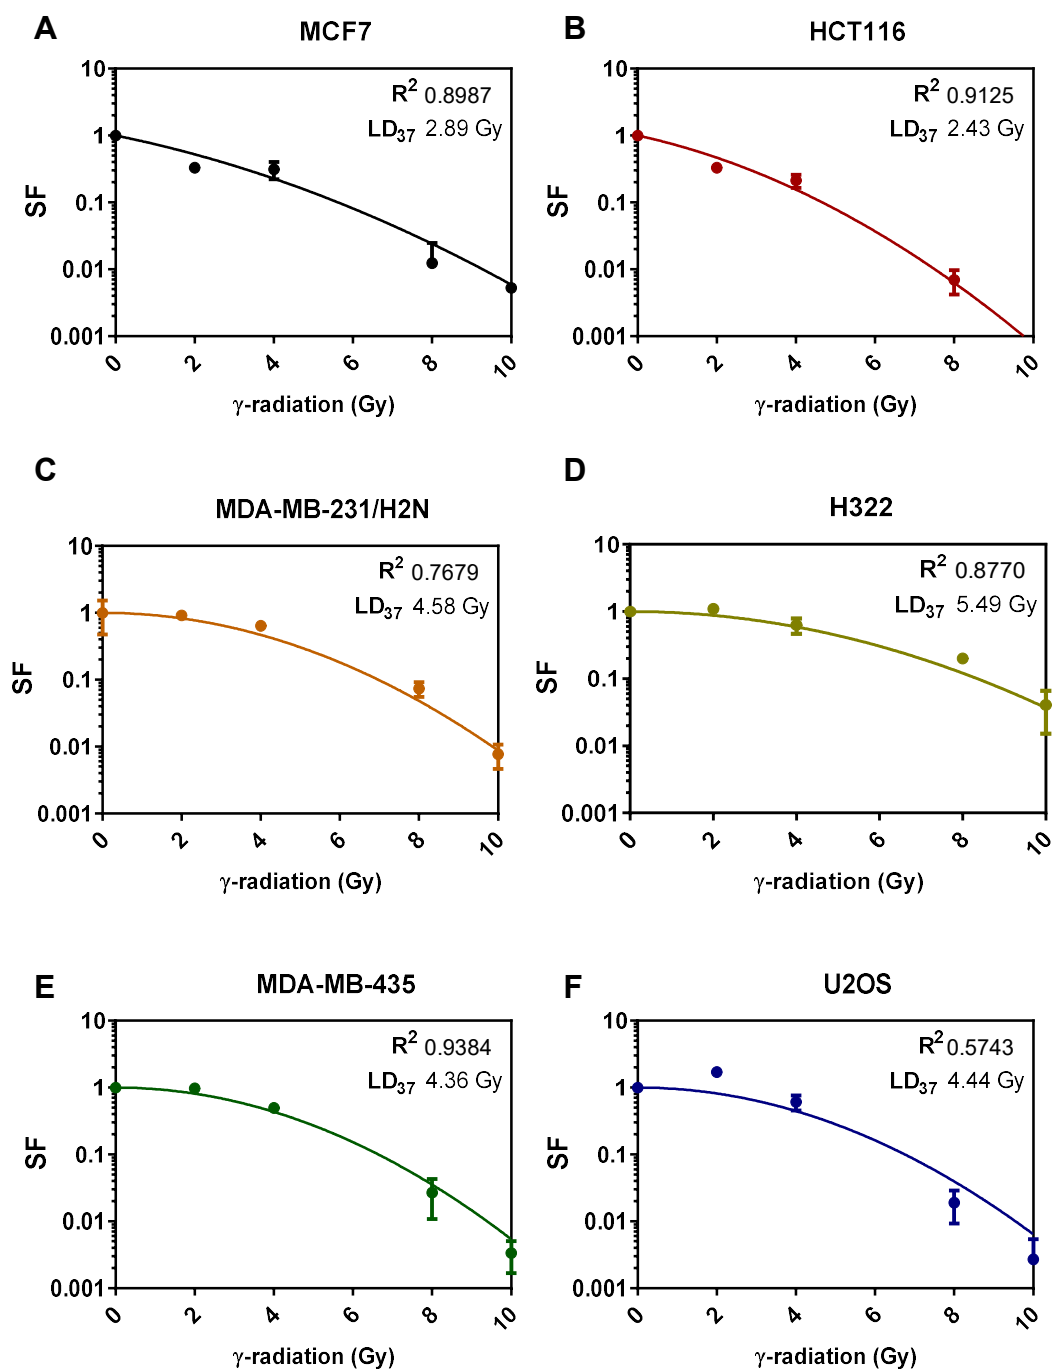 A
MCF7
10
1
0.1
0.01
0.001
SF
R² 0.8987
LD₃₇ 2.89 Gy
0 2 4 6 8 10
γ-radiation (Gy)
B
HCT116
10
1
0.1
0.01
0.001
SF
R² 0.9125
LD₃₇ 2.43 Gy
0 2 4 6 8 10
γ-radiation (Gy)
C
MDA-MB-231/H2N
10
1
0.1
0.01
0.001
SF
R² 0.7679
LD₃₇ 4.58 Gy
0 2 4 6 8 10
γ-radiation (Gy)
D
H322
10
1
0.1
0.01
0.001
SF
R² 0.8770
LD₃₇ 5.49 Gy
0 2 4 6 8 10
γ-radiation (Gy)
E
MDA-MB-435
10
1
0.1
0.01
0.001
SF
R² 0.9384
LD₃₇ 4.36 Gy
0 2 4 6 8 10
γ-radiation (Gy)
F
U2OS
10
1
0.1
0.01
0.001
SF
R² 0.5743
LD₃₇ 4.44 Gy
0 2 4 6 8 10
γ-radiation (Gy)